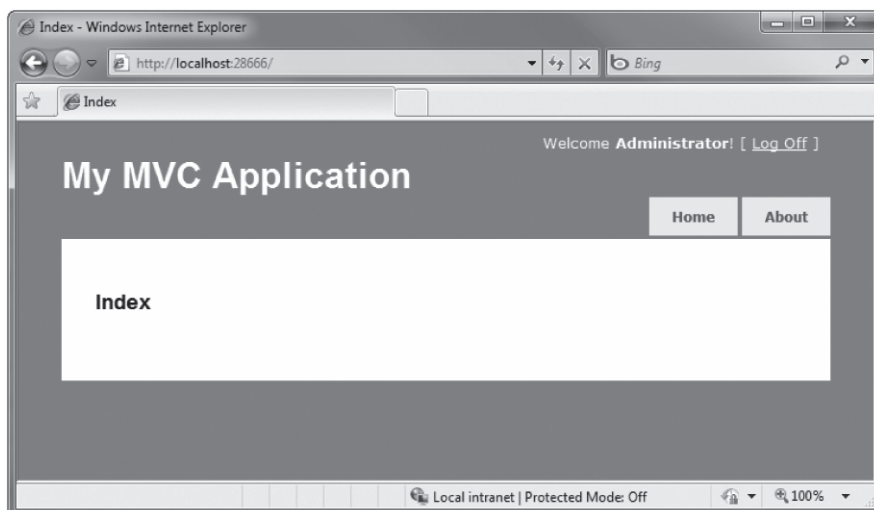 Index - Windows Internet Explorer
http://localhost:28666/
Bing
Index
Welcome Administrator! [ Log Off ]
My MVC Application
Home
About
Index
Local intranet | Protected Mode: Off
100%